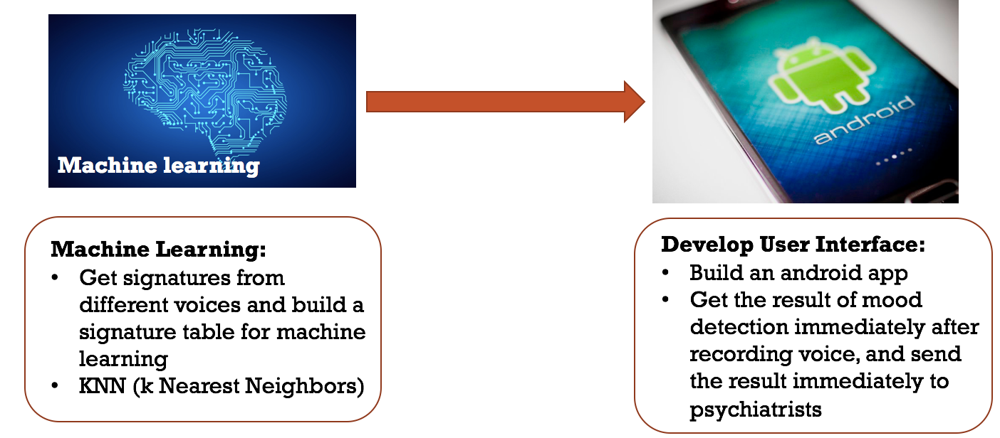 Machine learning
android
Machine Learning:
• Get signatures from
different voices and build a
signature table for machine
learning
• KNN (k Nearest Neighbors)
Develop User Interface:
• Build an android app
• Get the result of mood
detection immediately after
recording voice, and send
the result immediately to
psychiatrists